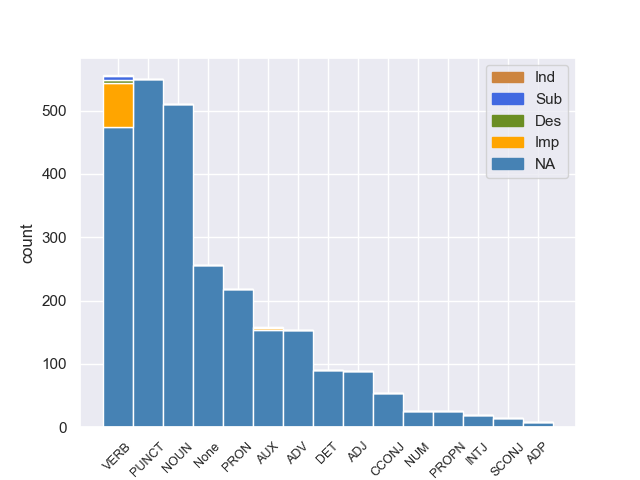 Ind
Sub
Des
Imp
NA
count
500
400
300
200
100
0
VERB
PUNCT
NOUN
None
PRON
AUX
ADV
DET
ADJ
CCONJ
NUM
PROPN
INTJ
SCONJ
ADP